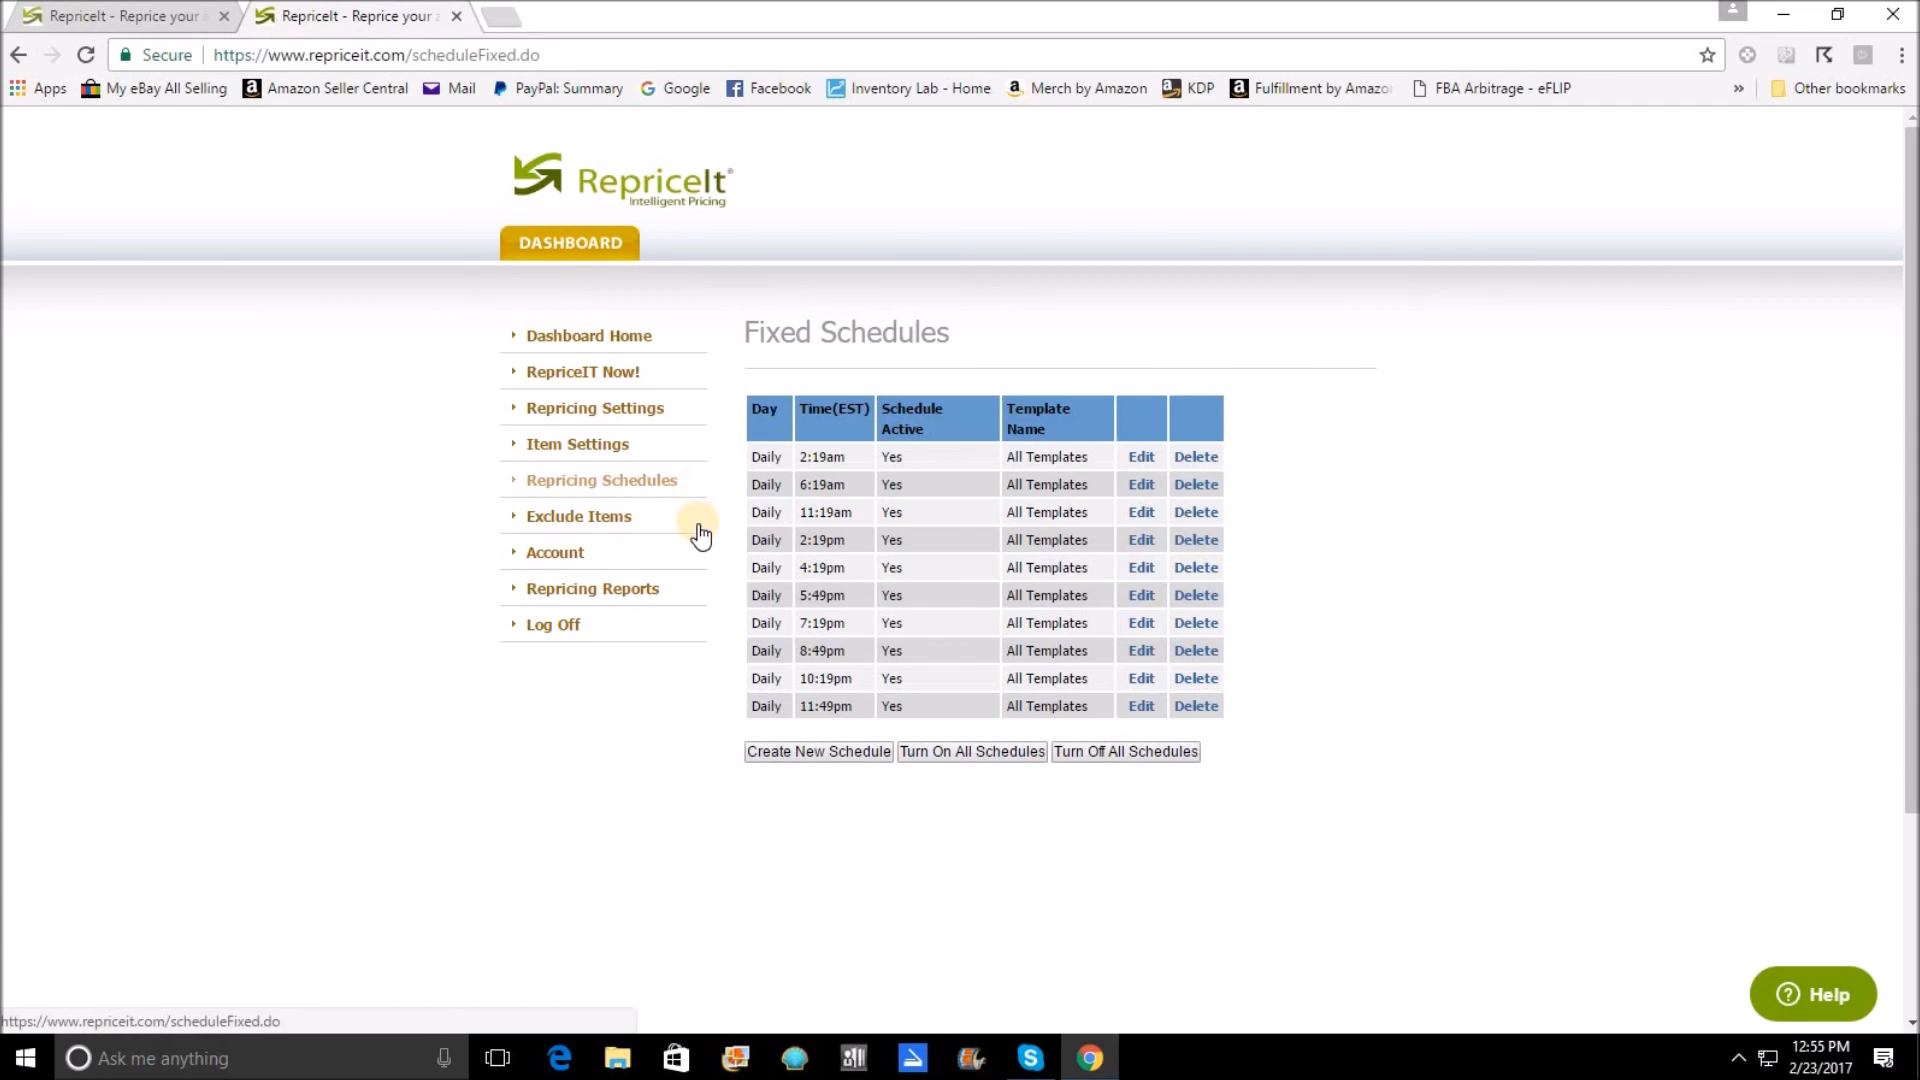 RepriceIt - Reprice your a
RepriceIt - Reprice your a
Secure
https://www.repriceit.com/scheduleFixed.do
Apps
My eBay All Selling
Amazon Seller Central
Mail
PayPal: Summary
Google
Facebook
Inventory Lab - Home
Merch by Amazon
KDP
Fulfillment by Amazo
FBA Arbitrage - eFLIP
»
Other bookmarks
RepriceIt®
Intelligent Pricing
DASHBOARD
Dashboard Home
RepriceIT Now!
Repricing Settings
Item Settings
Repricing Schedules
Exclude Items
Account
Repricing Reports
Log Off
Fixed Schedules
Day Time(EST) Schedule Active Template Name
Daily 2:19am Yes All Templates Edit Delete
Daily 6:19am Yes All Templates Edit Delete
Daily 11:19am Yes All Templates Edit Delete
Daily 2:19pm Yes All Templates Edit Delete
Daily 4:19pm Yes All Templates Edit Delete
Daily 5:49pm Yes All Templates Edit Delete
Daily 7:19pm Yes All Templates Edit Delete
Daily 8:49pm Yes All Templates Edit Delete
Daily 10:19pm Yes All Templates Edit Delete
Daily 11:49pm Yes All Templates Edit Delete
Create New Schedule Turn On All Schedules Turn Off All Schedules
? Help
https://www.repriceit.com/scheduleFixed.do
Ask me anything
12:55 PM
2/23/2017